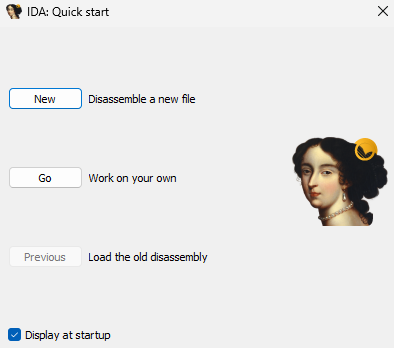 IDA: Quick start
New Disassemble a new file
Go Work on your own
Previous Load the old disassembly
Display at startup